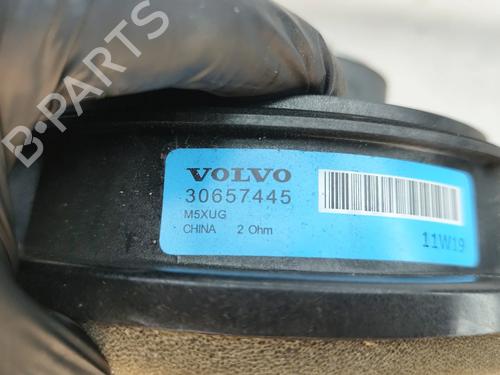 B-PARTS
VOLVO
30657445
M5XUG
CHINA 2 Ohm
11W19